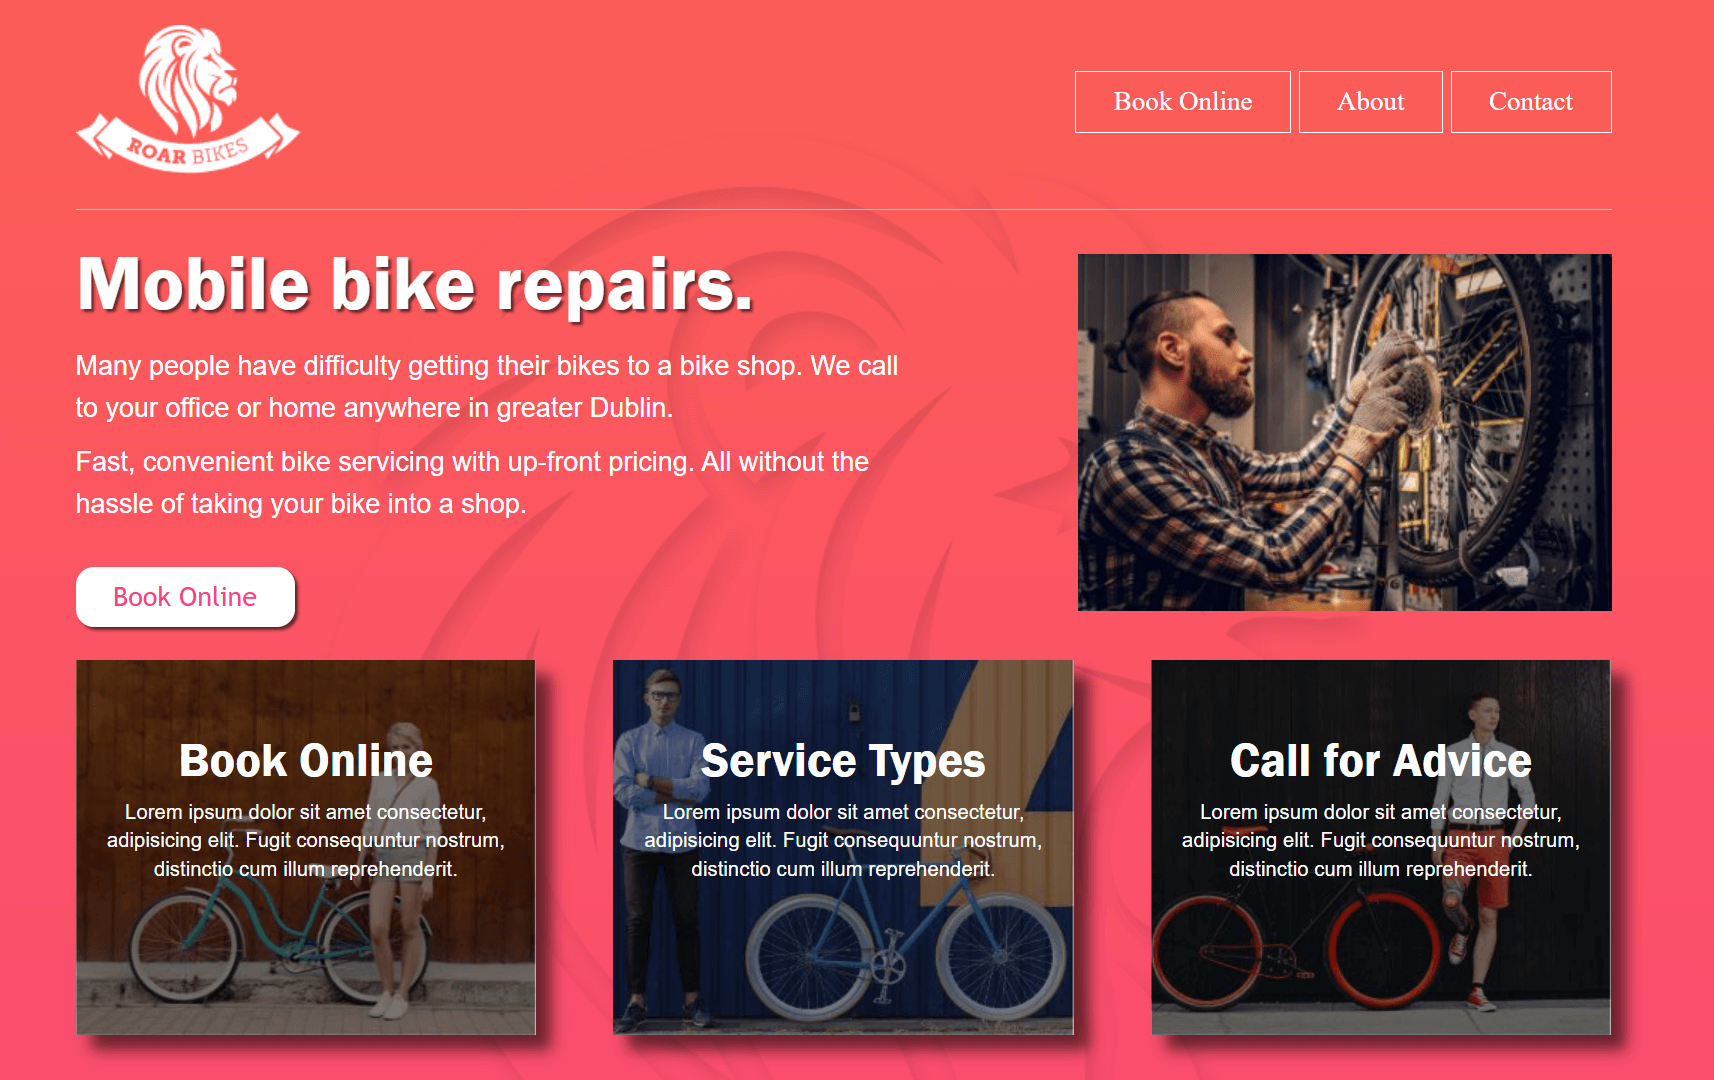 ROAR BIKES
Book Online
About
Contact
Mobile bike repairs.
Many people have difficulty getting their bikes to a bike shop. We call
to your office or home anywhere in greater Dublin.
Fast, convenient bike servicing with up-front pricing. All without the
hassle of taking your bike into a shop.
Book Online
Book Online
Lorem ipsum dolor sit amet consectetur,
adipisicing elit. Fugit consequuntur nostrum,
distinctio cum illum reprehenderit.
Service Types
Lorem ipsum dolor sit amet consectetur,
adipisicing elit. Fugit consequuntur nostrum,
distinctio cum illum reprehenderit.
Call for Advice
Lorem ipsum dolor sit amet consectetur,
adipisicing elit. Fugit consequuntur nostrum,
distinctio cum illum reprehenderit.